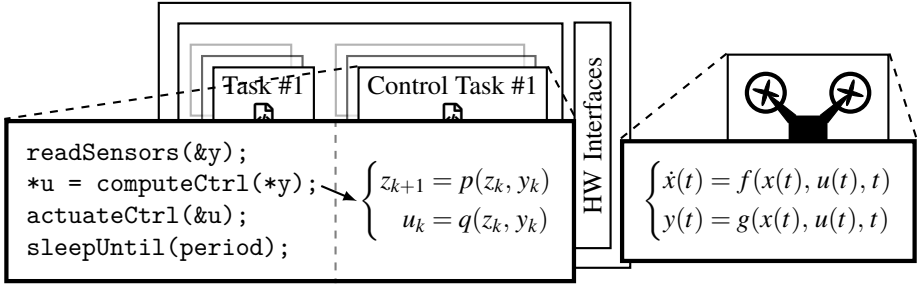 Task #1
Control Task #1
HW Interfaces
readSensors(&y);
*u = computeCtrl(*y);
actuateCtrl(&u);
sleepUntil(period);
z_{k+1} = p(z_k, y_k)
u_k = q(z_k, y_k)
ẋ(t) = f(x(t), u(t), t)
y(t) = g(x(t), u(t), t)